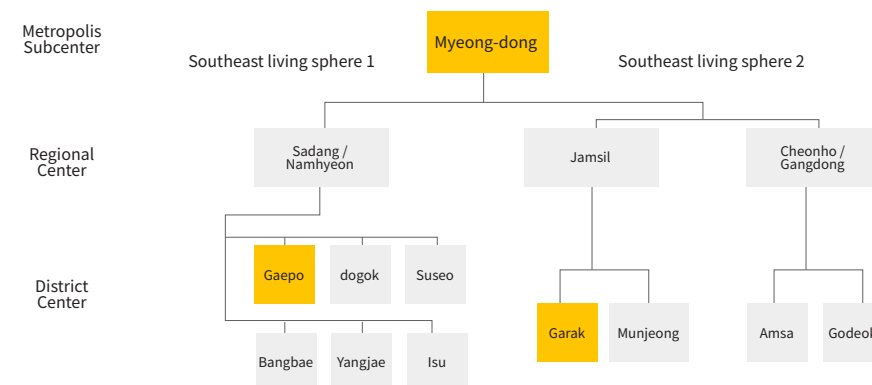 Metropolis
Subcenter
Myeong-dong
Southeast living sphere 1
Southeast living sphere 2
Regional
Center
Sadang /
Namhyeon
Jamsil
Cheonho /
Gangdong
District
Center
Gaepo
dogok
Suseo
Garak
Munjeong
Amsa
Godeok
Bangbae
Yangjae
Isu